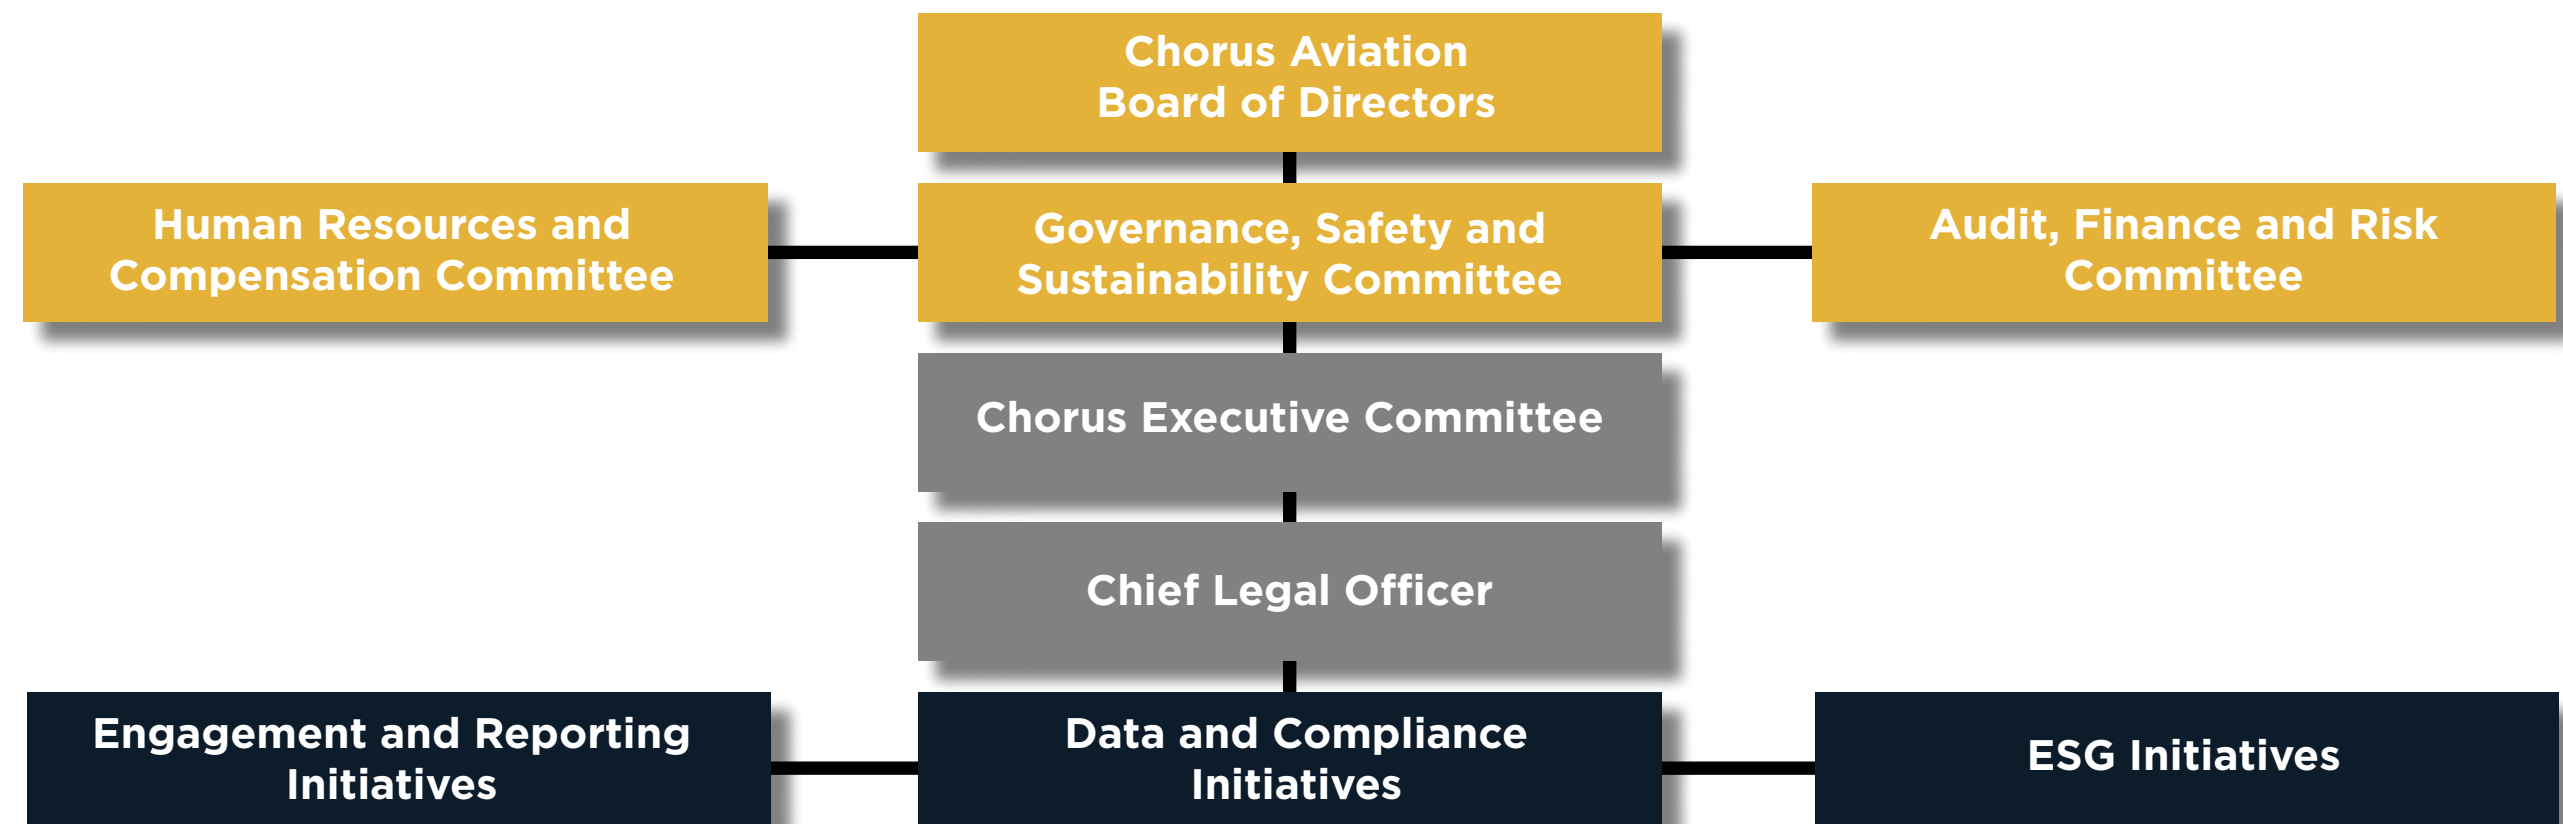 Chorus Aviation
Board of Directors
Human Resources and
Compensation Committee
Governance, Safety and
Sustainability Committee
Audit, Finance and Risk
Committee
Chorus Executive Committee
Chief Legal Officer
Engagement and Reporting
Initiatives
Data and Compliance
Initiatives
ESG Initiatives